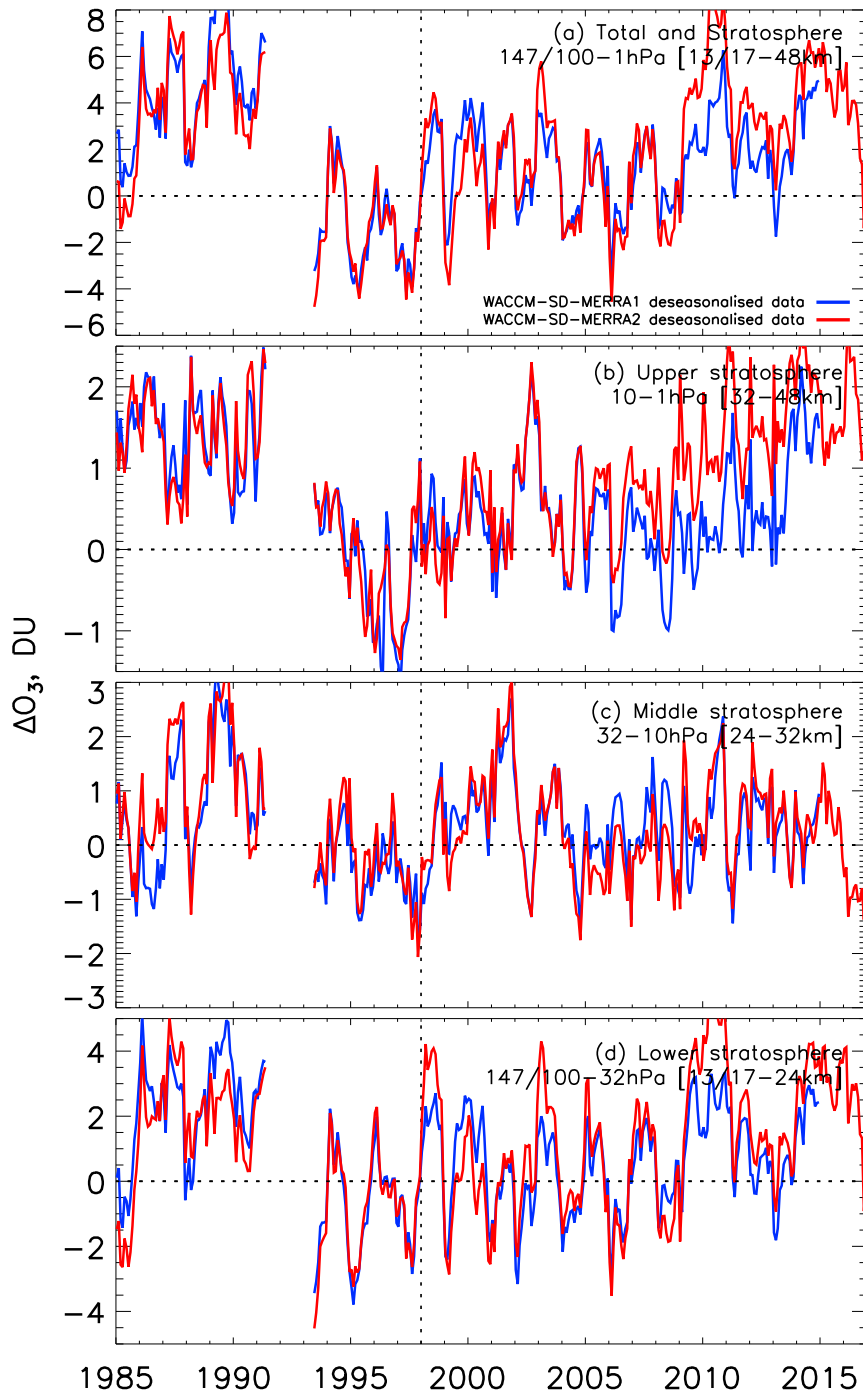 (a) Total and Stratosphere
147/100-1hPa [13/17-48km]
8
6
4
2
0
-2
-4
-6
WACCM-SD-MERRA1 deseasonalised data
WACCM-SD-MERRA2 deseasonalised data
(b) Upper stratosphere
10-1hPa [32-48km]
2
1
0
-1
ΔO₃, DU
(c) Middle stratosphere
32-10hPa [24-32km]
3
2
1
0
-1
-2
-3
(d) Lower stratosphere
147/100-32hPa [13/17-24km]
4
2
0
-2
-4
1985 1990 1995 2000 2005 2010 2015